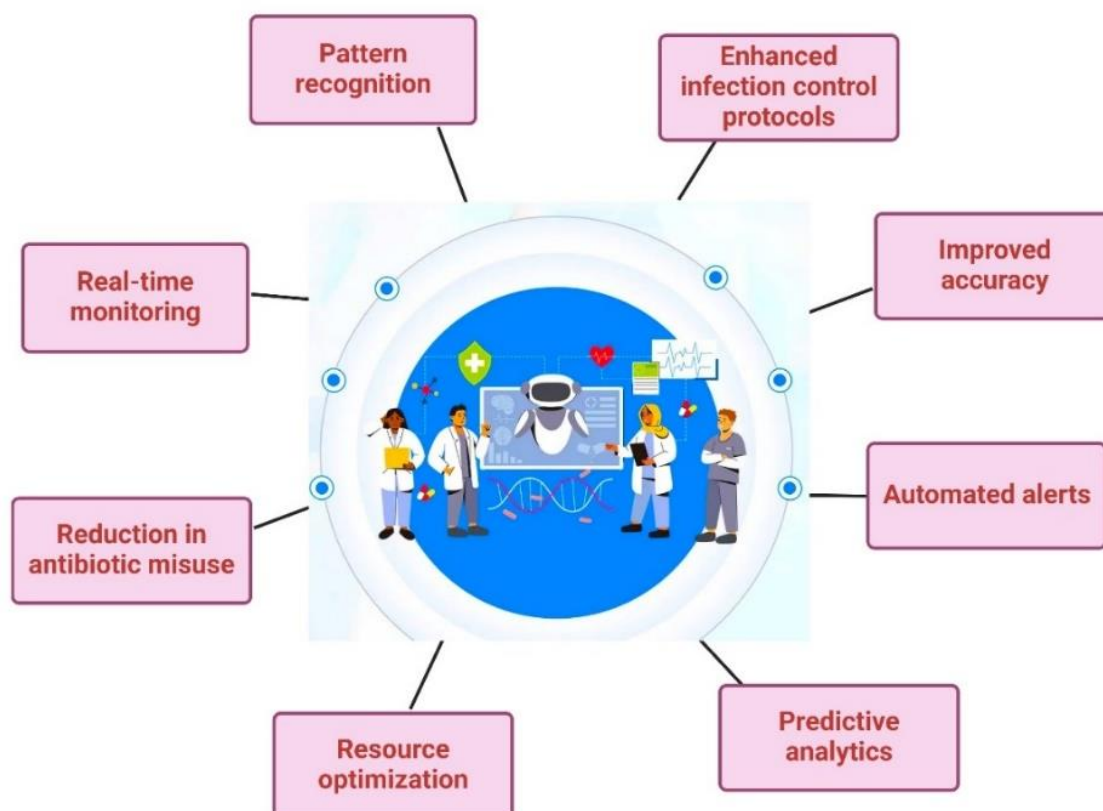 Pattern
recognition
Enhanced
infection control
protocols
Real-time
monitoring
Improved
accuracy
Reduction in
antibiotic misuse
Automated alerts
Resource
optimization
Predictive
analytics